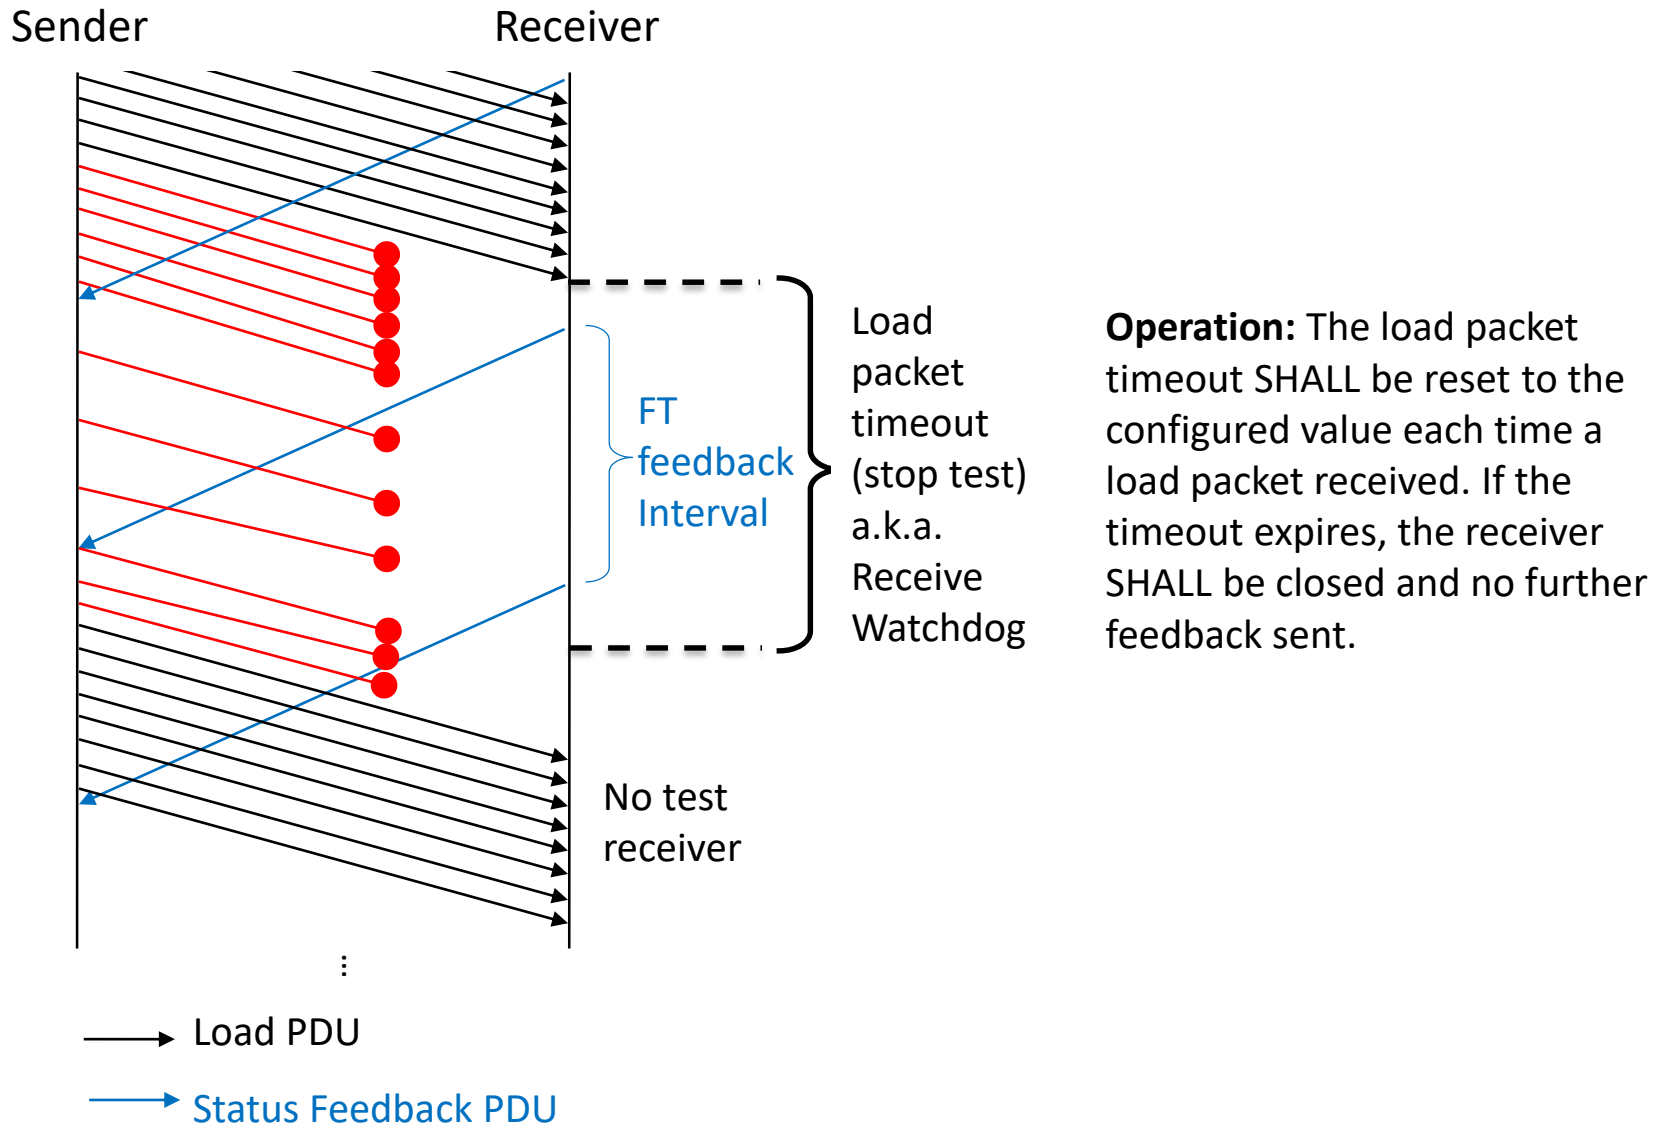 Sender
Receiver
Load
packet
timeout
(stop test)
a.k.a.
Receive
Watchdog
FT
feedback
Interval
Operation: The load packet
timeout SHALL be reset to the
configured value each time a
load packet received. If the
timeout expires, the receiver
SHALL be closed and no further
feedback sent.
No test
receiver
...
Load PDU
Status Feedback PDU